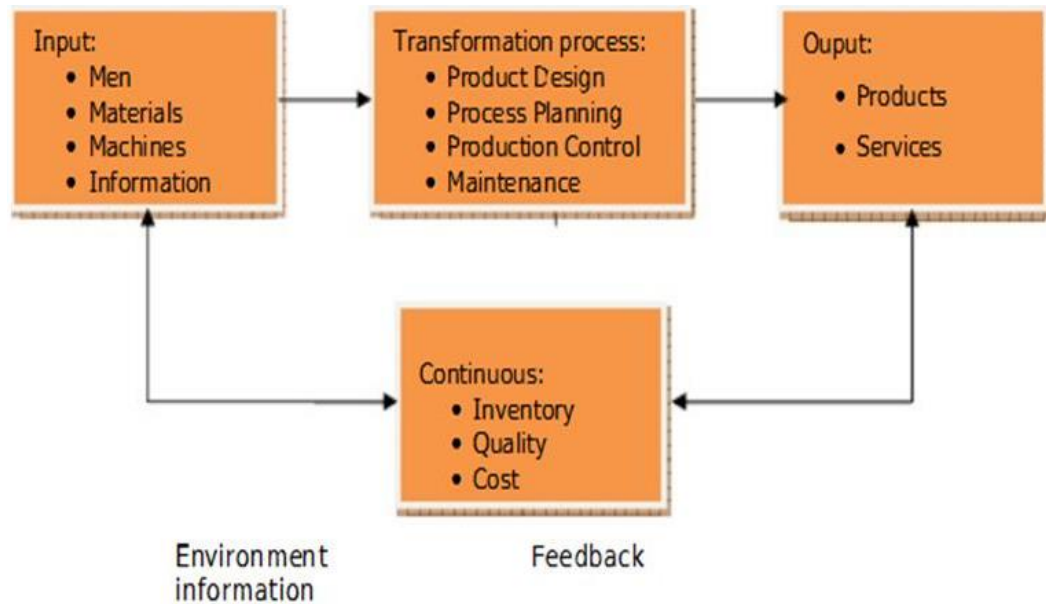 Input:
• Men
• Materials
• Machines
• Information
Transformation process:
• Product Design
• Process Planning
• Production Control
• Maintenance
Ouput:
• Products
• Services
Continuous:
• Inventory
• Quality
• Cost
Environment
information
Feedback